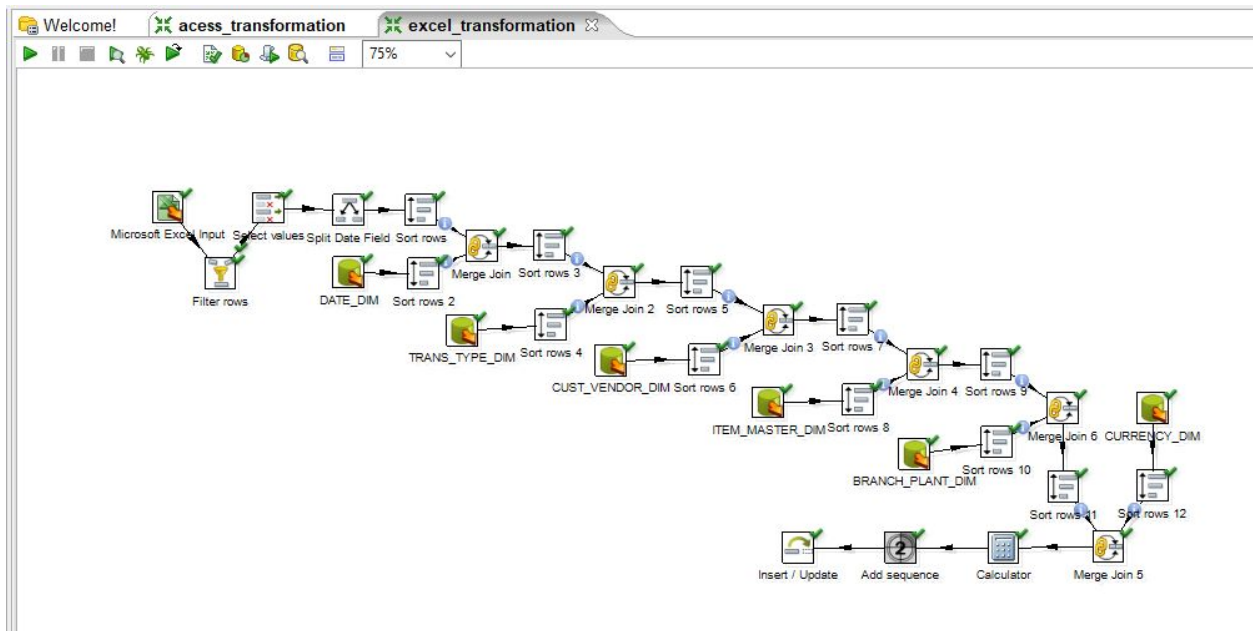 Welcome!
acess_transformation
excel_transformation
75%
Microsoft Excel Input
Select values
Split Date Field
Sort rows
Filter rows
DATE_DIM
Sort rows 2
Merge Join
Sort rows 3
TRANS_TYPE_DIM
Sort rows 4
Merge Join 2
Sort rows 5
CUST_VENDOR_DIM
Sort rows 6
Merge Join 3
Sort rows 7
ITEM_MASTER_DIM
Sort rows 8
Merge Join 4
Sort rows 9
BRANCH_PLANT_DIM
Sort rows 10
Merge Join 6
CURRENCY_DIM
Sort rows 11
Sort rows 12
Insert / Update
2
Add sequence
Calculator
Merge Join 5